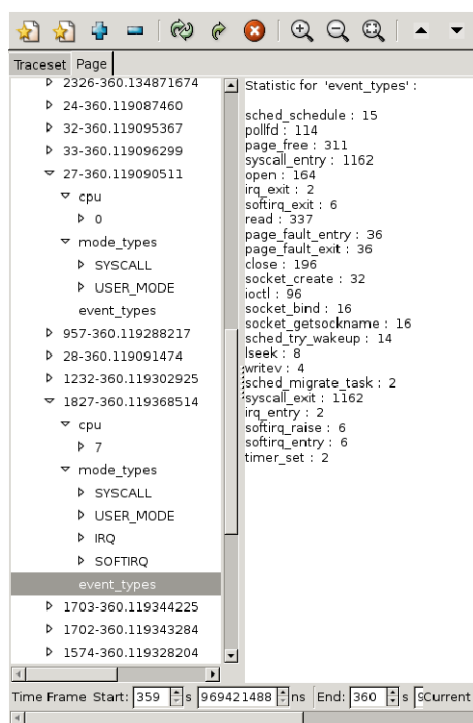 Traceset Page
2326-360.134871674
24-360.119087460
32-360.119095367
33-360.119096299
27-360.119090511
cpu
0
mode_types
SYSCALL
USER_MODE
event_types
957-360.119288217
28-360.119091474
1232-360.119302925
1827-360.119368514
cpu
7
mode_types
SYSCALL
USER_MODE
IRQ
SOFTIRQ
event_types
1703-360.119344225
1702-360.119343284
1574-360.119328204
Statistic for 'event_types' :
sched_schedule : 15
pollfd : 114
page_free : 311
syscall_entry : 1162
open : 164
irq_exit : 2
softirq_exit : 6
read : 337
page_fault_entry : 36
page_fault_exit : 36
close : 196
socket_create : 32
ioctl : 96
socket_bind : 16
socket_getsockname : 16
sched_try_wakeup : 14
lseek : 8
writev : 4
sched_migrate_task : 2
syscall_exit : 1162
irq_entry : 2
softirq_raise : 6
softirq_entry : 6
timer_set : 2
Time Frame Start: 359 s 969421488 ns End: 360 s 9Current